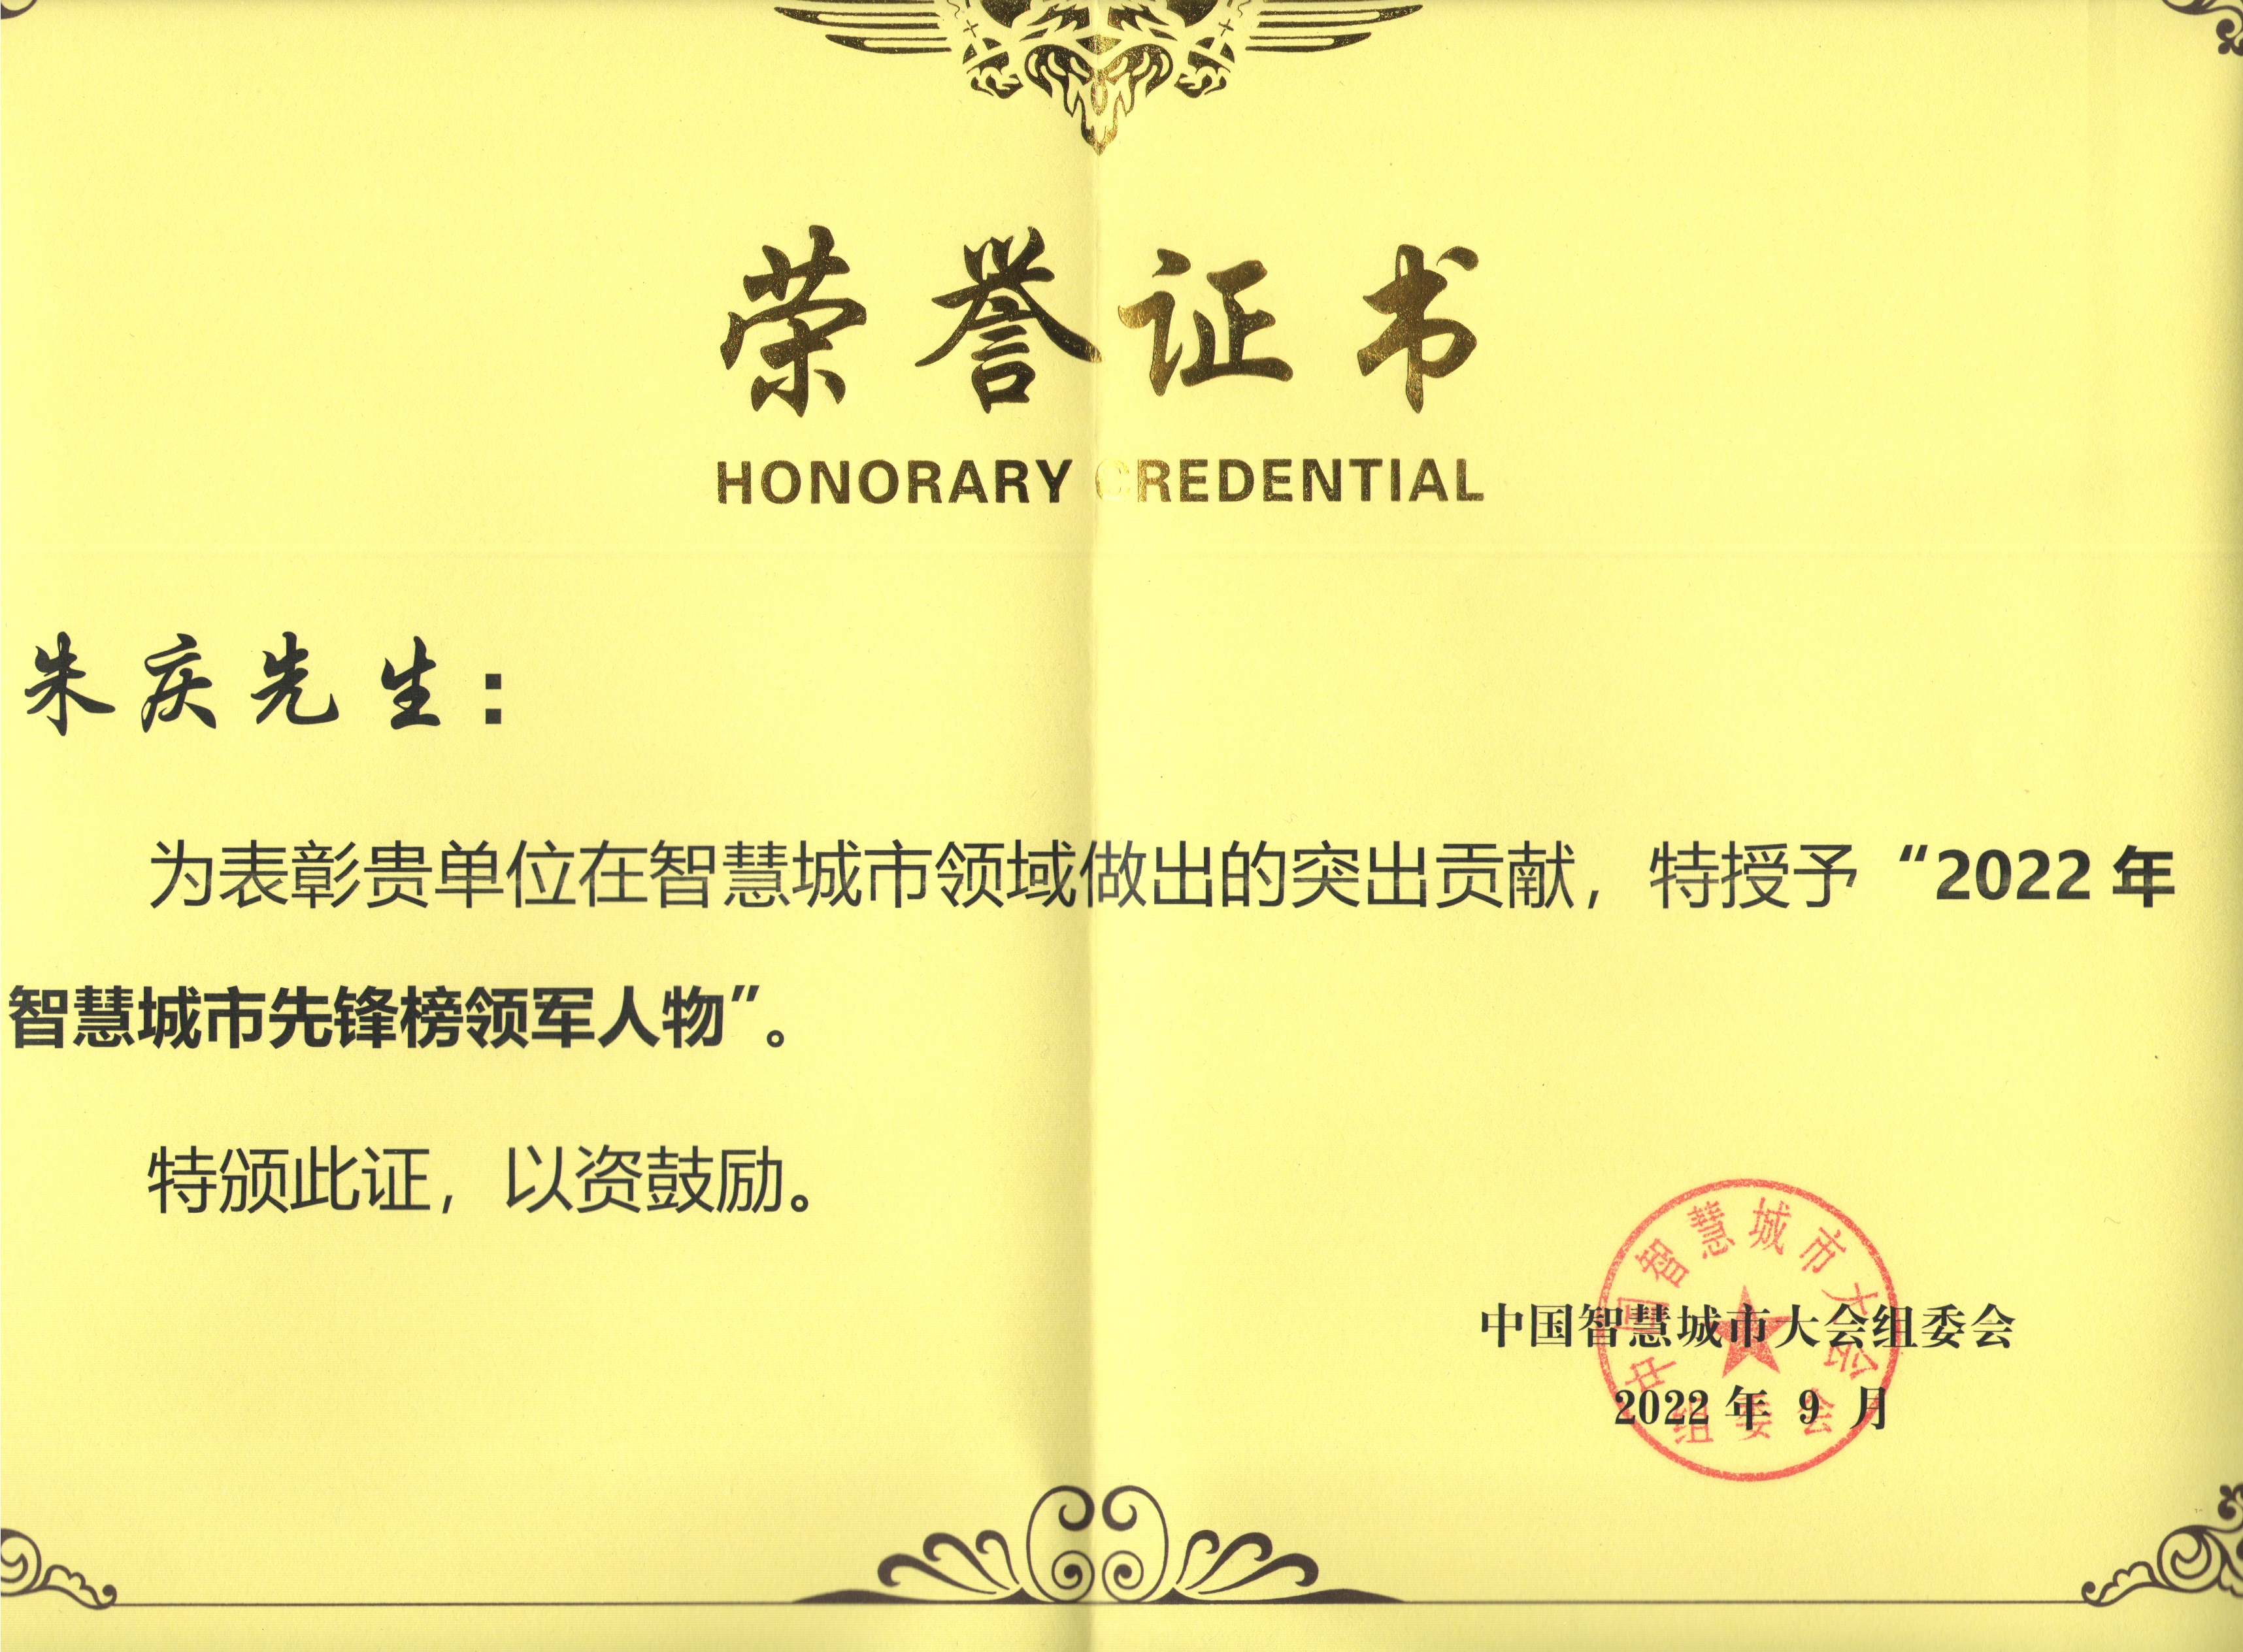 荣誉证书
HONORARY CREDENTIAL
朱庆先生：
为表彰贵单位在智慧城市领域做出的突出贡献，特授予“2022年
智慧城市先锋榜领军人物”。
特颁此证，以资鼓励。
中国智慧城市大会组委会
2022年 9 月
中国智慧城市大会
组委会